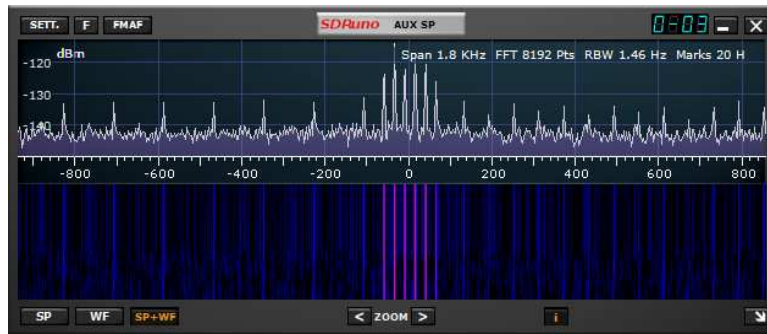 SETT. F FMAF SDRuno AUX SP 0-03
dBm Span 1.8 KHz FFT 8192 Pts RBW 1.46 Hz Marks 20 H
-120
-130
-140
-800 -600 -400 -200 0 200 400 600 800
SP WF SP+WF < ZOOM > i